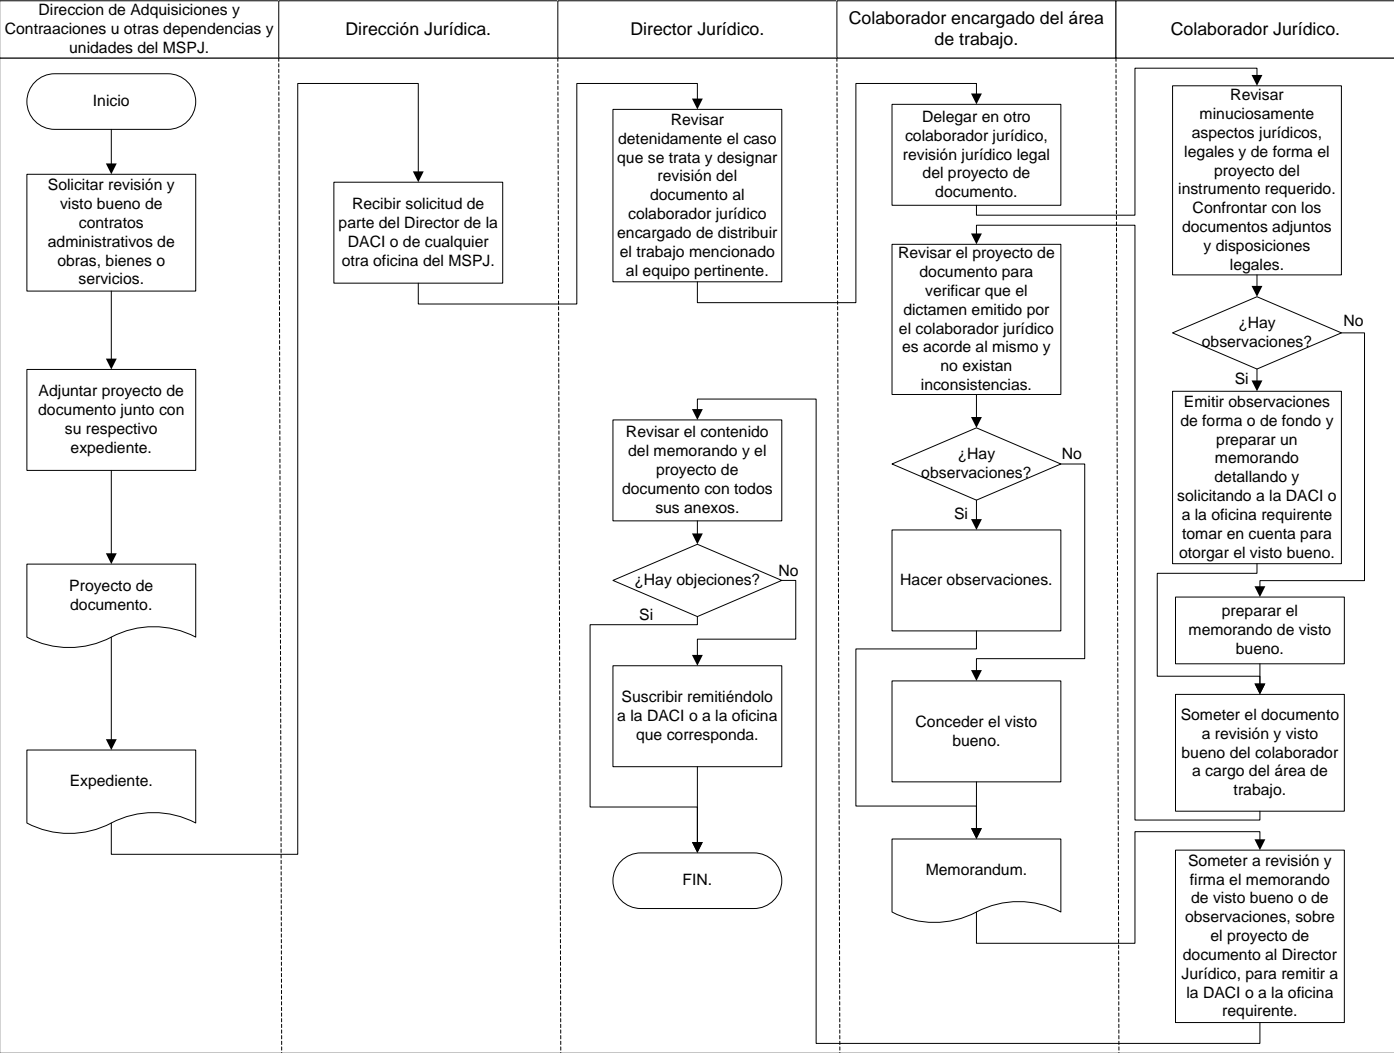 Direccion de Adquisiciones y
Contraaciones u otras dependencias y
unidades del MSPJ.
Dirección Jurídica.
Director Jurídico.
Colaborador encargado del área
de trabajo.
Colaborador Jurídico.
Inicio
Solicitar revisión y
visto bueno de
contratos
administrativos de
obras, bienes o
servicios.
Adjuntar proyecto de
documento junto con
su respectivo
expediente.
Proyecto de
documento.
Expediente.
Recibir solicitud de
parte del Director de la
DACI o de cualquier
otra oficina del MSPJ.
Revisar
detenidamente el caso
que se trata y designar
revisión del
documento al
colaborador jurídico
encargado de distribuir
el trabajo mencionado
al equipo pertinente.
Revisar el contenido
del memorando y el
proyecto de
documento con todos
sus anexos.
¿Hay objeciones?
No
Si
Suscribir remitiéndolo
a la DACI o a la oficina
que corresponda.
FIN.
Delegar en otro
colaborador jurídico,
revisión jurídico legal
del proyecto de
documento.
Revisar el proyecto de
documento para
verificar que el
dictamen emitido por
el colaborador jurídico
es acorde al mismo y
no existan
inconsistencias.
¿Hay
observaciones?
No
Si
Hacer observaciones.
Conceder el visto
bueno.
Memorandum.
Revisar
minuciosamente
aspectos jurídicos,
legales y de forma el
proyecto del
instrumento requerido.
Confrontar con los
documentos adjuntos
y disposiciones
legales.
¿Hay
observaciones?
No
Si
Emitir observaciones
de forma o de fondo y
preparar un
memorando
detallando y
solicitando a la DACI o
a la oficina requirente
tomar en cuenta para
otorgar el visto bueno.
preparar el
memorando de visto
bueno.
Someter el documento
a revisión y visto
bueno del colaborador
a cargo del área de
trabajo.
Someter a revisión y
firma el memorando
de visto bueno o de
observaciones, sobre
el proyecto de
documento al Director
Jurídico, para remitir a
la DACI o a la oficina
requirente.